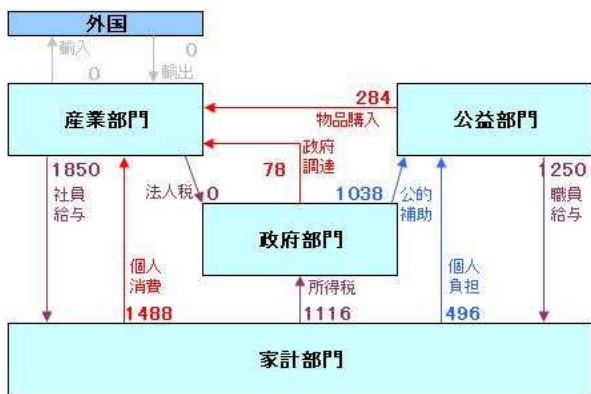 外国
輸入
0
0
輸出
産業部門
284
物品購入
公益部門
1850
社員
給与
法人税
0
78
政府
調達
1038
公的
補助
1250
職員
給与
政府部門
個人
消費
1488
所得税
1116
個人
負担
496
家計部門